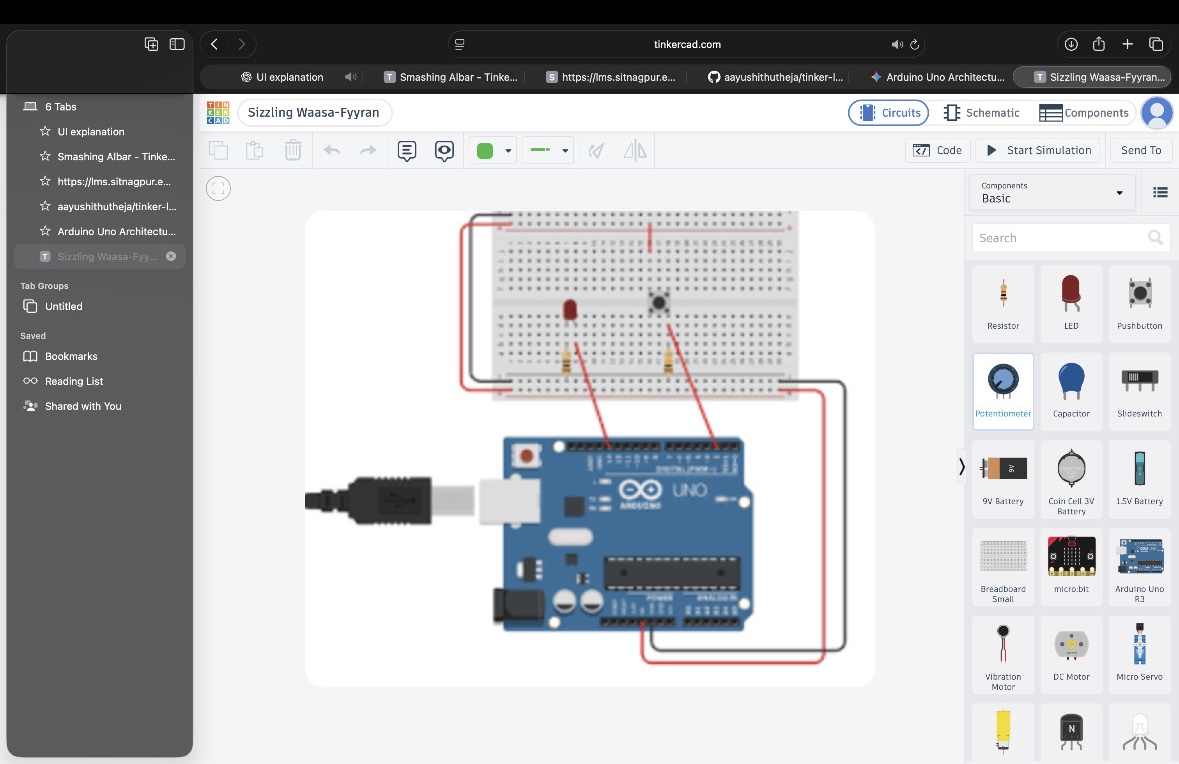 tinkercad.com
UI explanation
Smashing Albar - Tinke...
https://lms.sitnagpur.e...
aayushithutheja/tinker-l...
Arduino Uno Architectu...
Sizzling Waasa-Fyyran...
6 Tabs
UI explanation
Smashing Albar - Tinke...
https://lms.sitnagpur.e...
aayushithutheja/tinker-l...
Arduino Uno Architectu...
Sizzling Waasa-Fyy...
Tab Groups
Untitled
Saved
Bookmarks
Reading List
Shared with You
TINKERCAD
Sizzling Waasa-Fyyran
Circuits
Schematic
Components
Code
Start Simulation
Send To
DIGITAL (PWM~)
UNO
ARDUINO
POWER
ANALOG IN
Components
Basic
Search
Resistor
LED
Pushbutton
Potentiometer
Capacitor
Slideswitch
9V Battery
Coin Cell 3V
Battery
1.5V Battery
Breadboard
Small
micro:bit
Arduino Uno
R3
Vibration
Motor
DC Motor
Micro Servo
N